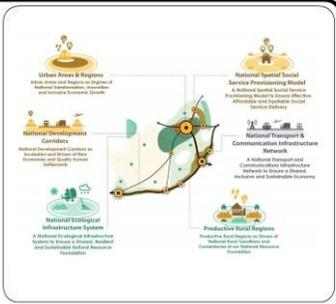 Urban Areas & Regions
Urban Areas and Regions as Engines of
National Transformation, Innovation
and Inclusive Economic Growth
National Development
Corridors
National Development Corridors as
Incubators and Drivers of New
Economies and Quality Human
Settlements
National Ecological
Infrastructure System
A National Ecological Infrastructure
System to Ensure a Shared, Resilient
and Sustainable National Resource
Foundation
National Spatial Social
Service Provisioning Model
A National Spatial Social Service
Provisioning Model to Ensure Effective,
Affordable and Equitable Social
Service Delivery
National Transport &
Communication Infrastructure
Network
A National Transport and
Communications Infrastructure
Network to Ensure a Shared,
Inclusive and Sustainable Economy
Productive Rural Regions
Productive Rural Regions as Drivers of
National Rural Transitions and
Cornerstones of our National Resource
Foundation